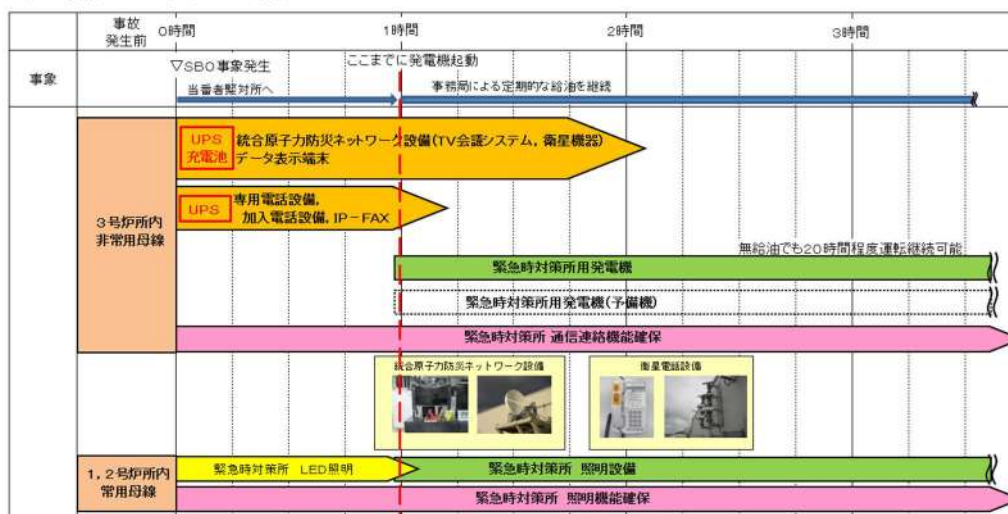 事故
発生前
0時間
1時間
2時間
3時間
事象
▽SBO事象発生
ここまでに発電機起動
当番者緊対所へ
事務局による定期的な給油を継続
3号炉所内
非常用母線
UPS
充電池
統合原子力防災ネットワーク設備(TV会議システム,衛星機器)
データ表示端末
UPS
専用電話設備,
加入電話設備,IP-FAX
無給油でも20時間程度運転継続可能
緊急時対策所用発電機
緊急時対策所用発電機(予備機)
緊急時対策所 通信連絡機能確保
統合原子力防災ネットワーク設備
衛星電話設備
1,2号炉所内
常用母線
緊急時対策所 LED照明
緊急時対策所 照明設備
緊急時対策所 照明機能確保